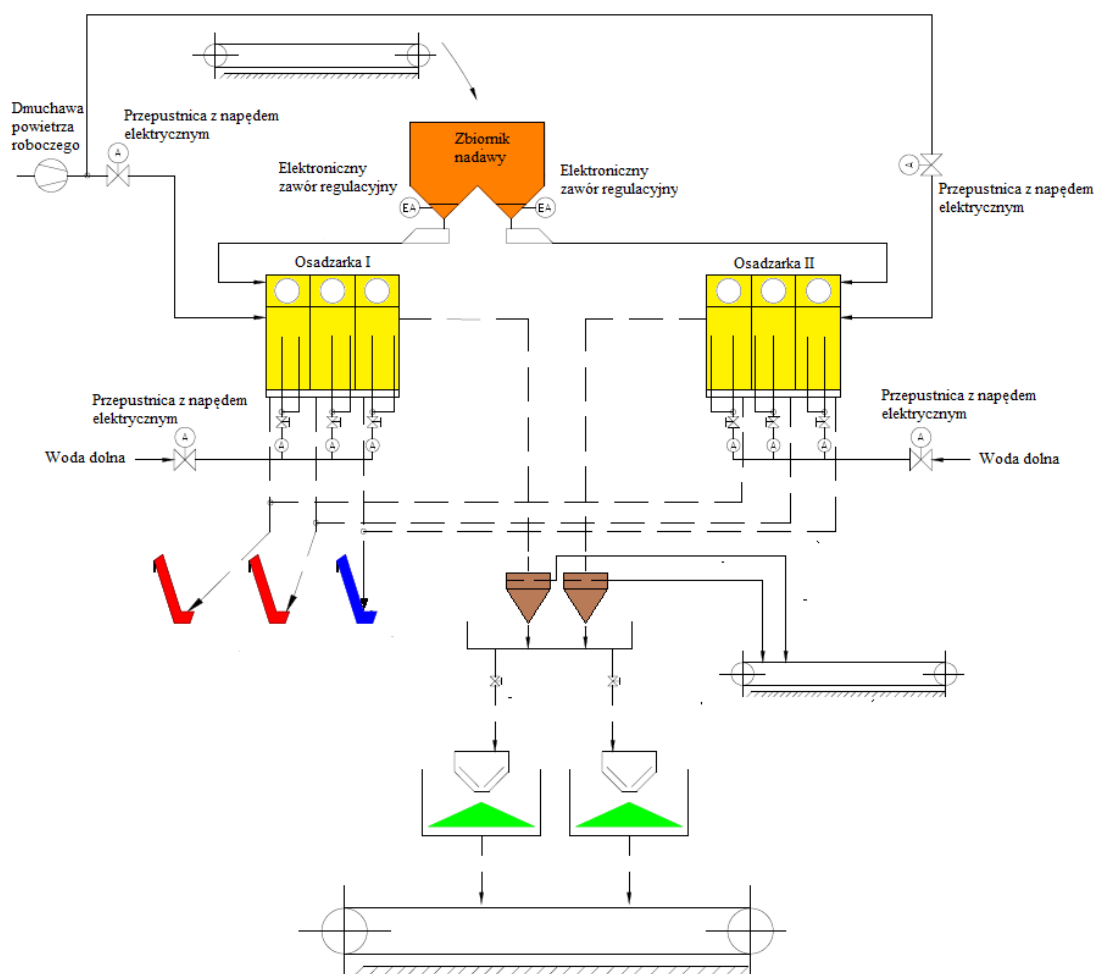 Dmuchawa
powietrza
roboczego
Przepustnica z napędem
elektrycznym
A
Zbiornik
nadawy
Elektroniczny
zawór regulacyjny
Elektroniczny
zawór regulacyjny
EA
EA
A
Przepustnica z napędem
elektrycznym
Osadzarka I
Osadzarka II
Przepustnica z napędem
elektrycznym
A
Woda dolna
A
A
A
Przepustnica z napędem
elektrycznym
A
Woda dolna
A
A
A